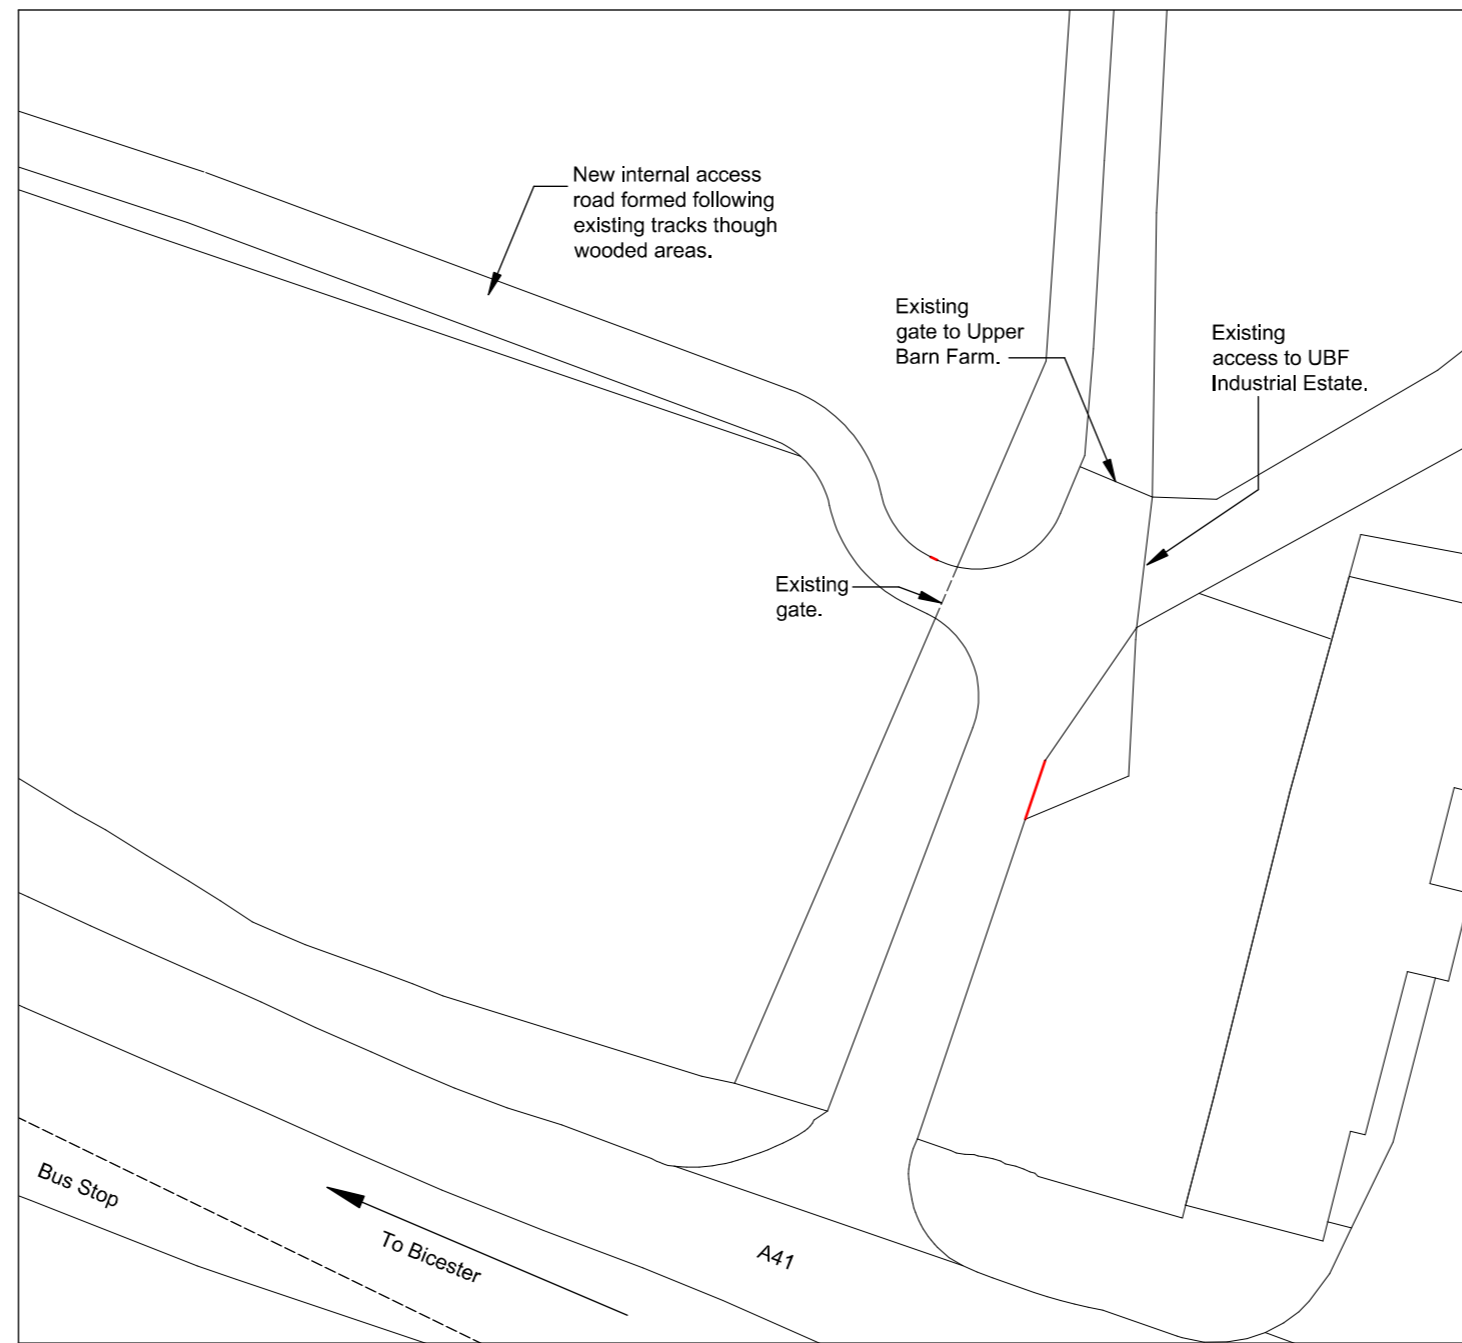 New internal access
road formed following
existing tracks though
wooded areas.
Existing
gate to Upper
Barn Farm.
Existing
access to UBF
Industrial Estate.
Existing
gate.
Bus Stop
To Bicester
A41